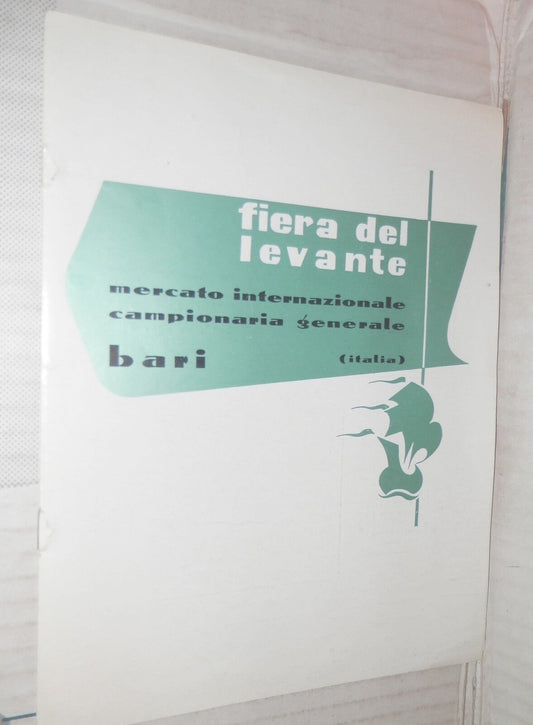 fiera del
levante
mercato internazionale
campionaria generale
bari (italia)